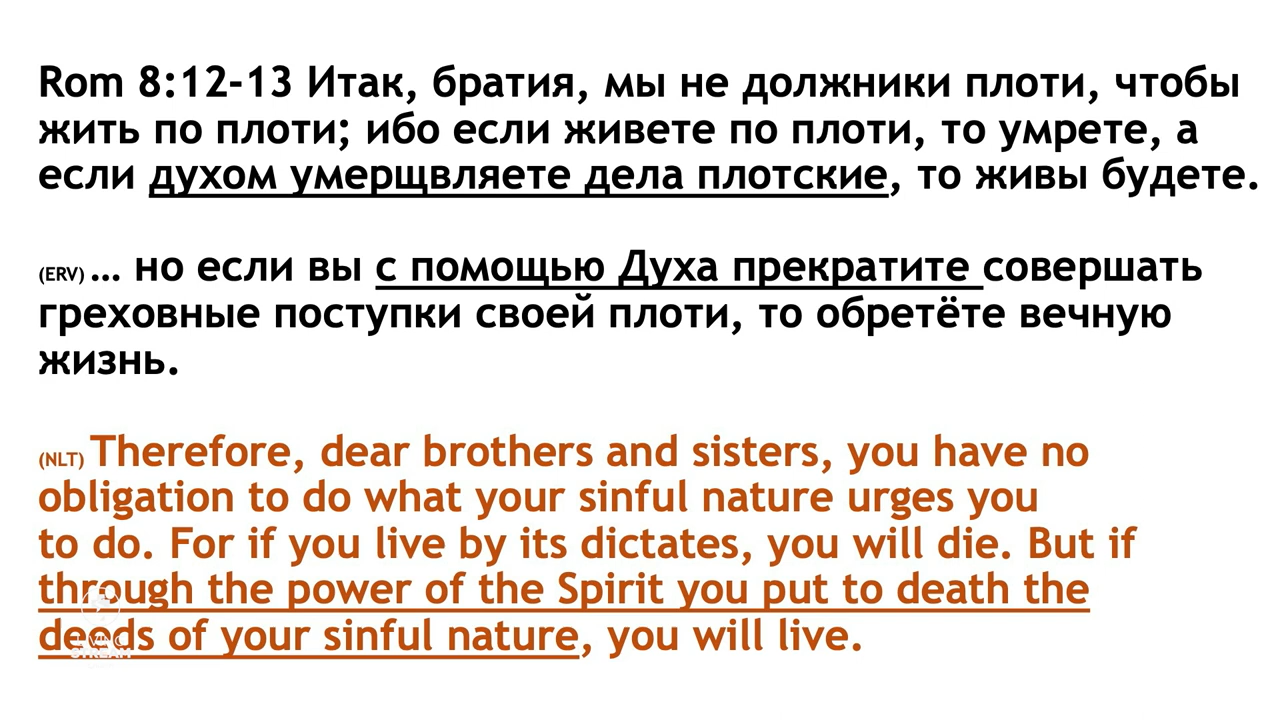 Rom 8:12-13 Итак, братия, мы не должники плоти, чтобы
жить по плоти; ибо если живете по плоти, то умрете, а
если духом умерщвляете дела плотские, то живы будете.
(ERV) … но если вы с помощью Духа прекратите совершать
греховные поступки своей плоти, то обретёте вечную
жизнь.
(NLT) Therefore, dear brothers and sisters, you have no
obligation to do what your sinful nature urges you
to do. For if you live by its dictates, you will die. But if
through the power of the Spirit you put to death the
deeds of your sinful nature, you will live.
LIVING
STREAM